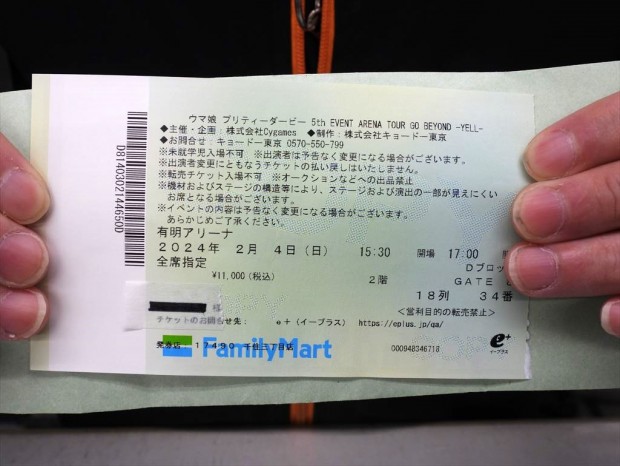 ウマ娘 プリティーダービー 5th EVENT ARENA TOUR GO BEYOND -YELL-
◆主催・企画：株式会社Cygames ◆制作：株式会社キョードー東京
◆お問合せ：キョードー東京 0570-550-799
※未就学児入場不可 ※出演者は予告なく変更になる場合がございます。
※出演者変更にともなうチケットの払い戻しはいたしません。
※転売チケット入場不可 ※オークションなどへの出品禁止
※機材およびステージの構造等により、ステージおよび演出の一部が見えにくい
お席となる場合がございます。
※イベントの内容は予告なく変更になる場合がございます。
あらかじめご了承ください。
有明アリーナ
2024年 2月 4日(日) 15:30 開場 17:00
全席指定 Dブロッ
¥11,000(税込) 2階 GATE
18列 34番
様 <営利目的の転売禁止>
チケットのお問合せ先： e+（イープラス） https://eplus.jp/qa/
e+
イープラス
発券店： 17490 千住三丁目店
FamilyMart
000948346718
061403021446500